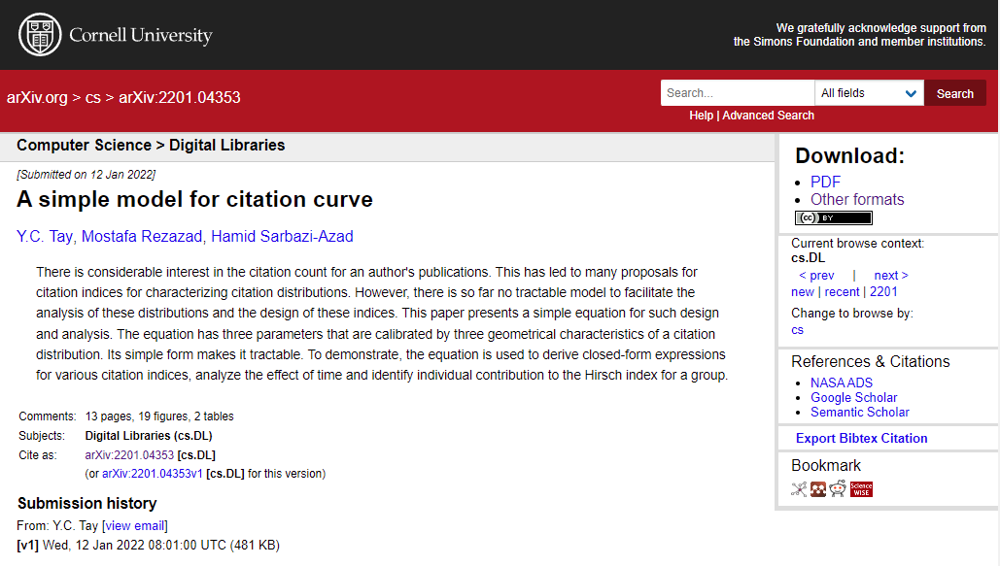 Cornell University
We gratefully acknowledge support from
the Simons Foundation and member institutions.
arXiv.org > cs > arXiv:2201.04353
Search...
All fields
Search
Help | Advanced Search
Computer Science > Digital Libraries
[Submitted on 12 Jan 2022]
A simple model for citation curve
Y.C. Tay, Mostafa Rezazad, Hamid Sarbazi-Azad
There is considerable interest in the citation count for an author's publications. This has led to many proposals for
citation indices for characterizing citation distributions. However, there is so far no tractable model to facilitate the
analysis of these distributions and the design of these indices. This paper presents a simple equation for such design
and analysis. The equation has three parameters that are calibrated by three geometrical characteristics of a citation
distribution. Its simple form makes it tractable. To demonstrate, the equation is used to derive closed-form expressions
for various citation indices, analyze the effect of time and identify individual contribution to the Hirsch index for a group.
Comments: 13 pages, 19 figures, 2 tables
Subjects: Digital Libraries (cs.DL)
Cite as: arXiv:2201.04353 [cs.DL]
(or arXiv:2201.04353v1 [cs.DL] for this version)
Submission history
From: Y.C. Tay [view email]
[v1] Wed, 12 Jan 2022 08:01:00 UTC (481 KB)
Download:
PDF
Other formats
(cc) BY
Current browse context:
cs.DL
< prev | next >
new | recent | 2201
Change to browse by:
cs
References & Citations
NASA ADS
Google Scholar
Semantic Scholar
Export Bibtex Citation
Bookmark
Science
WISE